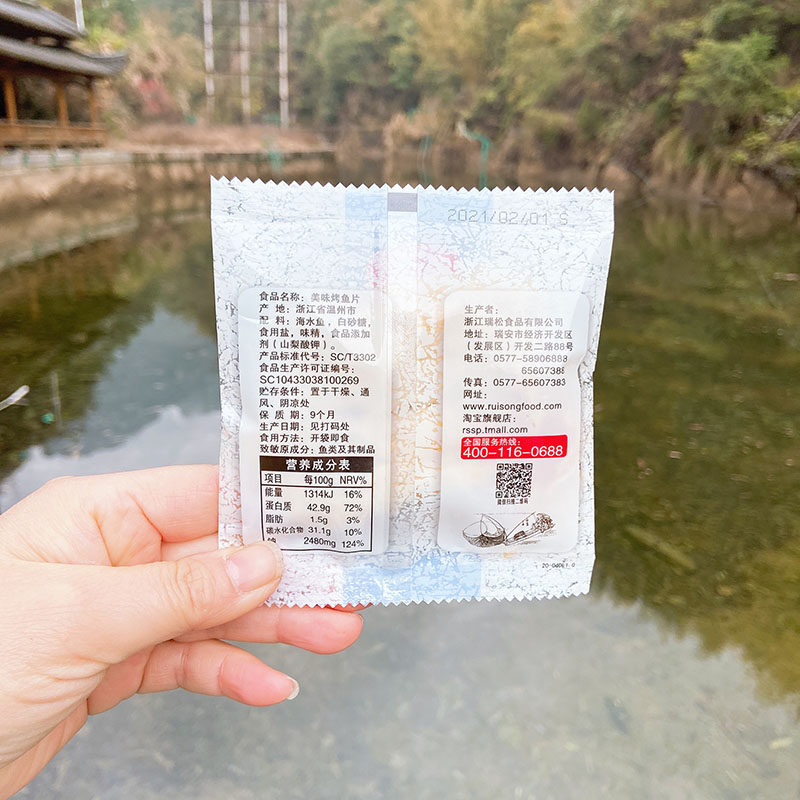 2021/02/01 S
食品名称：美味烤鱼片
产 地：浙江省温州市
配 料：海水鱼，白砂糖，
食用盐，味精，食品添加
剂（山梨酸钾）。
产品标准代号：SC/T3302
食品生产许可证编号：
SC10433038100269
贮存条件：置于干燥、通
风、阴凉处
保 质 期：9个月
生产日期：见打码处
食用方法：开袋即食
致敏原成分：鱼类及其制品
营养成分表
项目 每100g NRV%
能量 1314kJ 16%
蛋白质 42.9g 72%
脂肪 1.5g 3%
碳水化合物 31.1g 10%
2480mg 124%
生产者：
浙江瑞松食品有限公司
地址：瑞安市经济开发区
（发展区）开发二路88号
电话：0577-58906888
65607388
传真：0577-65607383
网址：
www.ruisongfood.com
淘宝旗舰店：
rssp.tmall.com
全国服务热线：
400-116-0688
微信扫描二维码